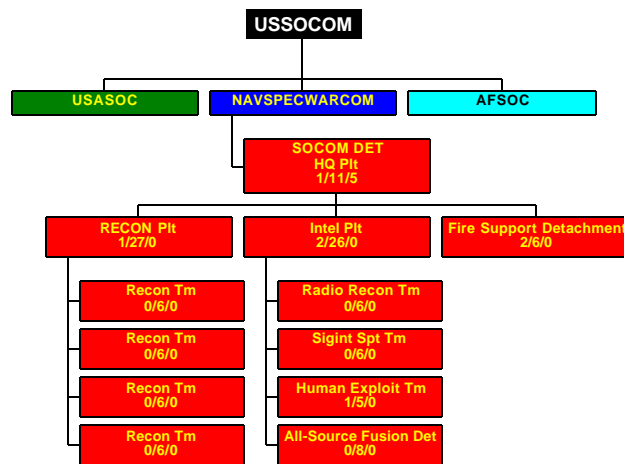 USSOCOM
USASOC
NAVSPECWARCOM
AFSOC
SOCOM DET
HQ Plt
1/11/5
RECON Plt
1/27/0
Intel Plt
2/26/0
Fire Support Detachment
2/6/0
Recon Tm
0/6/0
Radio Recon Tm
0/6/0
Recon Tm
0/6/0
Sigint Spt Tm
0/6/0
Recon Tm
0/6/0
Human Exploit Tm
1/5/0
Recon Tm
0/6/0
All-Source Fusion Det
0/8/0